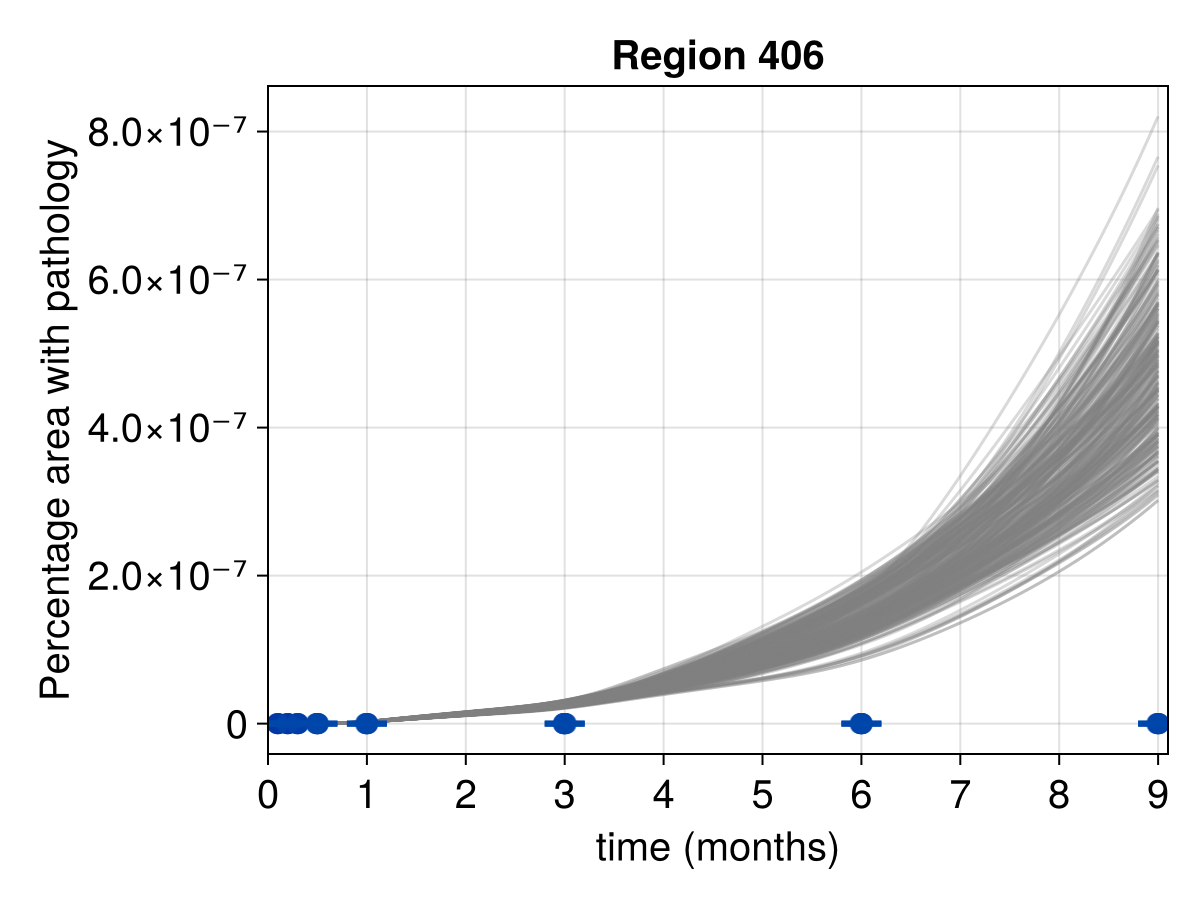 Region 406
Percentage area with pathology
8.0×10⁻⁷
6.0×10⁻⁷
4.0×10⁻⁷
2.0×10⁻⁷
0
0 1 2 3 4 5 6 7 8 9
time (months)